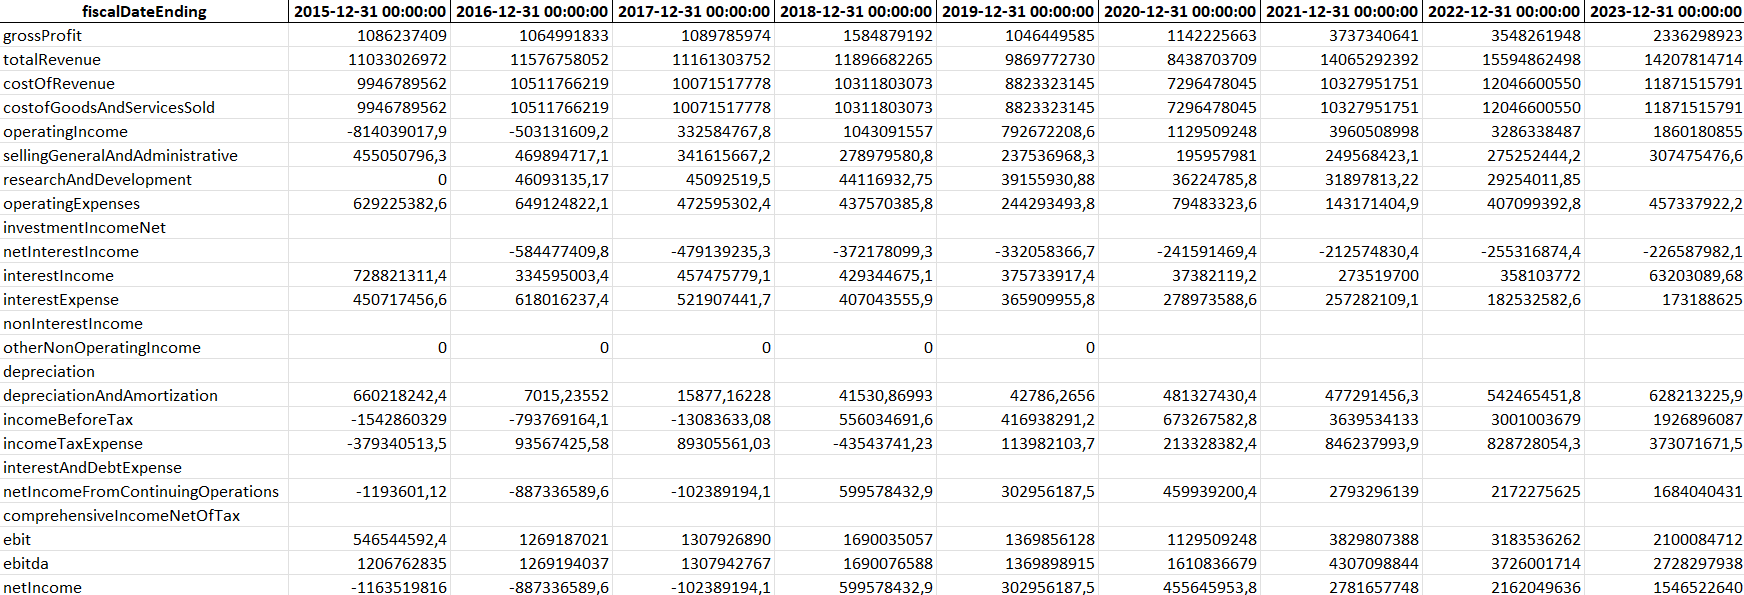 fiscalDateEnding 2015-12-31 00:00:00 2016-12-31 00:00:00 2017-12-31 00:00:00 2018-12-31 00:00:00 2019-12-31 00:00:00 2020-12-31 00:00:00 2021-12-31 00:00:00 2022-12-31 00:00:00 2023-12-31 00:00:00
grossProfit 1086237409 1064991833 1089785974 1584879192 1046449585 1142225663 3737340641 3548261948 2336298923
totalRevenue 11033026972 11576758052 11161303752 11896682265 9869772730 8438703709 14065292392 15594862498 14207814714
costOfRevenue 9946789562 10511766219 10071517778 10311803073 8823323145 7296478045 10327951751 12046600550 11871515791
costofGoodsAndServicesSold 9946789562 10511766219 10071517778 10311803073 8823323145 7296478045 10327951751 12046600550 11871515791
operatingIncome -814039017,9 -503131609,2 332584767,8 1043091557 792672208,6 1129509248 3960508998 3286338487 1860180855
sellingGeneralAndAdministrative 455050796,3 469894717,1 341615667,2 278979580,8 237536968,3 195957981 249568423,1 275252444,2 307475476,6
researchAndDevelopment 0 46093135,17 45092519,5 44116932,75 39155930,88 36224785,8 31897813,22 29254011,85
operatingExpenses 629225382,6 649124822,1 472595302,4 437570385,8 244293493,8 79483323,6 143171404,9 407099392,8 457337922,2
investmentIncomeNet
netInterestIncome -584477409,8 -479139235,3 -372178099,3 -332058366,7 -241591469,4 -212574830,4 -255316874,4 -226587982,1
interestIncome 728821311,4 334595003,4 457475779,1 429344675,1 375733917,4 37382119,2 273519700 358103772 63203089,68
interestExpense 450717456,6 618016237,4 521907441,7 407043555,9 365909955,8 278973588,6 257282109,1 182532582,6 173188625
nonInterestIncome
otherNonOperatingIncome 0 0 0 0 0
depreciation
depreciationAndAmortization 660218242,4 7015,23552 15877,16228 41530,86993 42786,2656 481327430,4 477291456,3 542465451,8 628213225,9
incomeBeforeTax -1542860329 -793769164,1 -13083633,08 556034691,6 416938291,2 673267582,8 3639534133 3001003679 1926896087
incomeTaxExpense -379340513,5 93567425,58 89305561,03 -43543741,23 113982103,7 213328382,4 846237993,9 828728054,3 373071671,5
interestAndDebtExpense
netIncomeFromContinuingOperations -1193601,12 -887336589,6 -102389194,1 599578432,9 302956187,5 459939200,4 2793296139 2172275625 1684040431
comprehensiveIncomeNetOfTax
ebit 546544592,4 1269187021 1307926890 1690035057 1369856128 1129509248 3829807388 3183536262 2100084712
ebitda 1206762835 1269194037 1307942767 1690076588 1369898915 1610836679 4307098844 3726001714 2728297938
netIncome -1163519816 -887336589,6 -102389194,1 599578432,9 302956187,5 455645953,8 2781657748 2162049636 1546522640